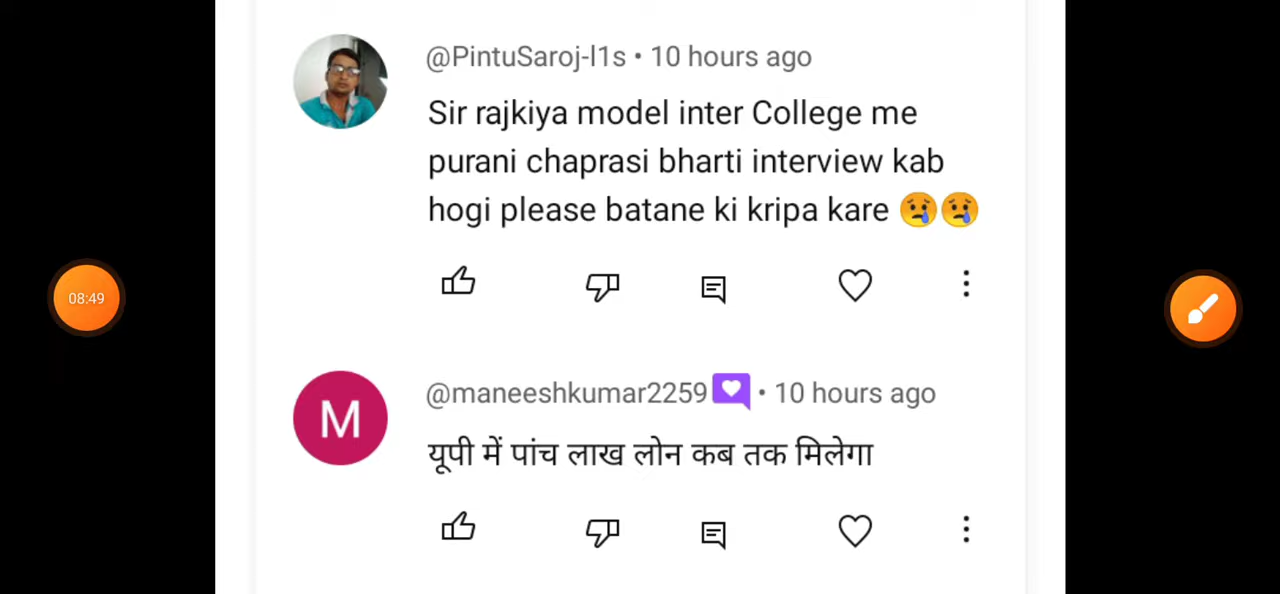 @PintuSaroj-l1s • 10 hours ago
Sir rajkiya model inter College me
purani chaprasi bharti interview kab
hogi please batane ki kripa kare 😢😢
08:49
@maneeshkumar2259 • 10 hours ago
M
यूपी में पांच लाख लोन कब तक मिलेगा